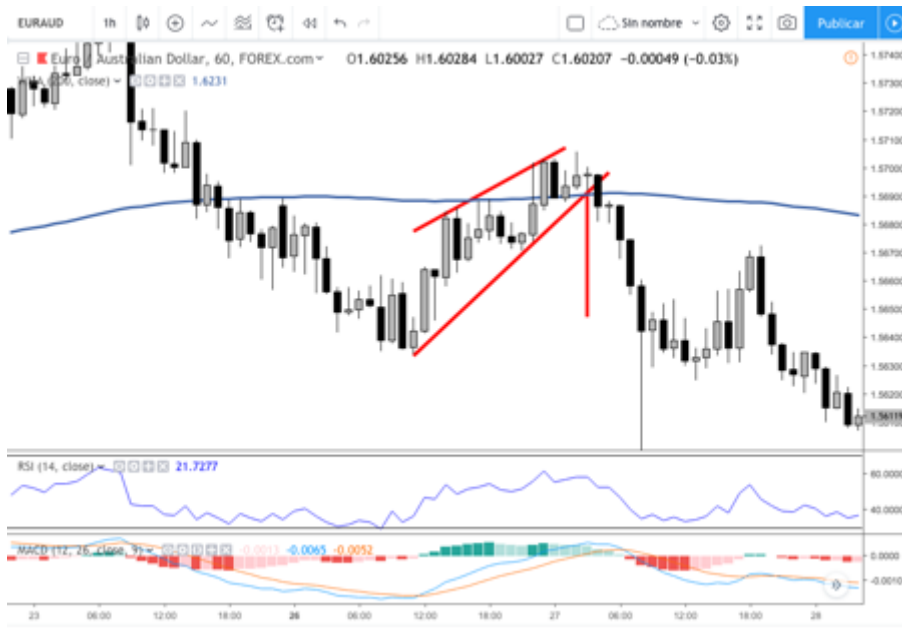 EURAUD 1h Sin nombre Publicar
Euro / Australian Dollar, 60, FOREX.com O1.60256 H1.60284 L1.60027 C1.60207 −0.00049 (−0.03%)
close) 1.6231
1.57400
1.57200
1.57100
1.57000
1.56900
1.56800
1.56700
1.56600
1.56500
1.56400
1.56300
1.56200
1.56119
RSI (14, close) 21.7277
60.0000
40.0000
MACD (12, 26, close, 9) -0.0013 -0.0065 -0.0052
0.0000
-0.0010
23 06:00 12:00 18:00 26 06:00 12:00 18:00 27 06:00 12:00 18:00 28